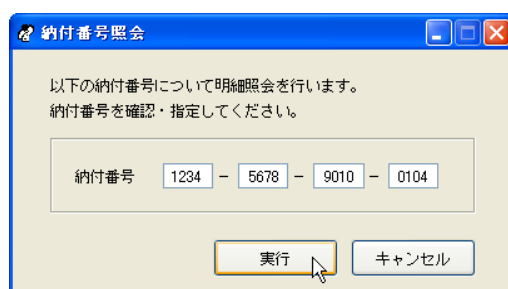 納付番号照会
以下の納付番号について明細照会を行います。
納付番号を確認・指定してください。
納付番号 1234 - 5678 - 9010 - 0104
実行 キャンセル